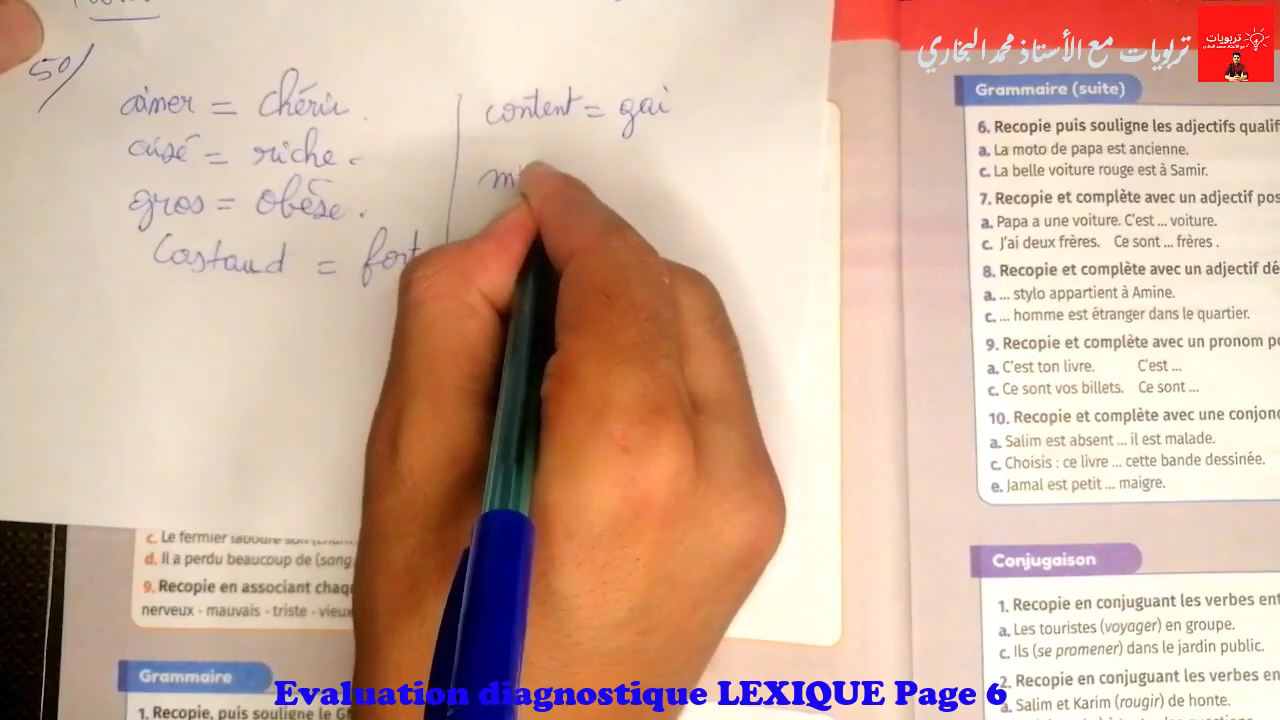 تربويات مع الأستاذ محمد البخاري
تربويات
5°/
aimer = chérir.
aisé = riche.
gros = obèse.
Costaud = fort
content = gai
c. Le fermier laboure son
d. Il a perdu beaucoup de (sang
9. Recopie en associant chaq
nerveux - mauvais - triste - vieux
Grammaire
1. Recopie, puis souligne le
Grammaire (suite)
6. Recopie puis souligne les adjectifs qualif
a. La moto de papa est ancienne.
c. La belle voiture rouge est à Samir.
7. Recopie et complète avec un adjectif pos
a. Papa a une voiture. C'est ... voiture.
c. J'ai deux frères. Ce sont ... frères .
8. Recopie et complète avec un adjectif dé
a. ... stylo appartient à Amine.
c. ... homme est étranger dans le quartier.
9. Recopie et complète avec un pronom p
a. C'est ton livre. C'est ...
c. Ce sont vos billets. Ce sont ...
10. Recopie et complète avec une conjonc
a. Salim est absent ... il est malade.
c. Choisis : ce livre ... cette bande dessinée.
e. Jamal est petit ... maigre.
Conjugaison
1. Recopie en conjuguant les verbes ent
a. Les touristes (voyager) en groupe.
c. Ils (se promener) dans le jardin public.
2. Recopie en conjuguant les verbes en
a. Salim et Karim (rougir) de honte.
Evaluation diagnostique LEXIQUE Page 6